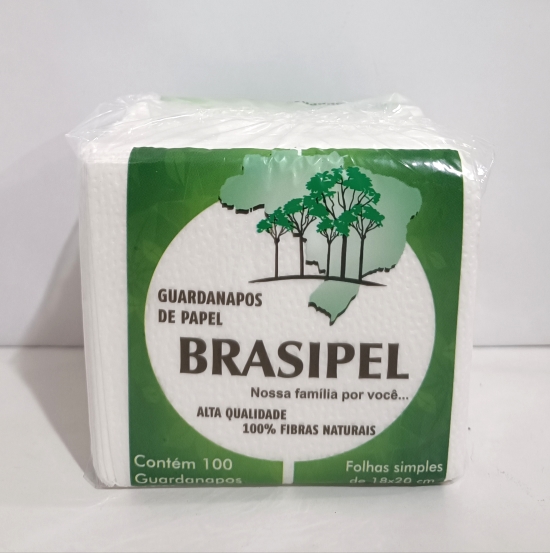 GUARDANAPOS
DE PAPEL
BRASIPEL
Nossa família por você...
ALTA QUALIDADE
100% FIBRAS NATURAIS
Contém 100
Guardanapos
Folhas simples
de 18x20 cm